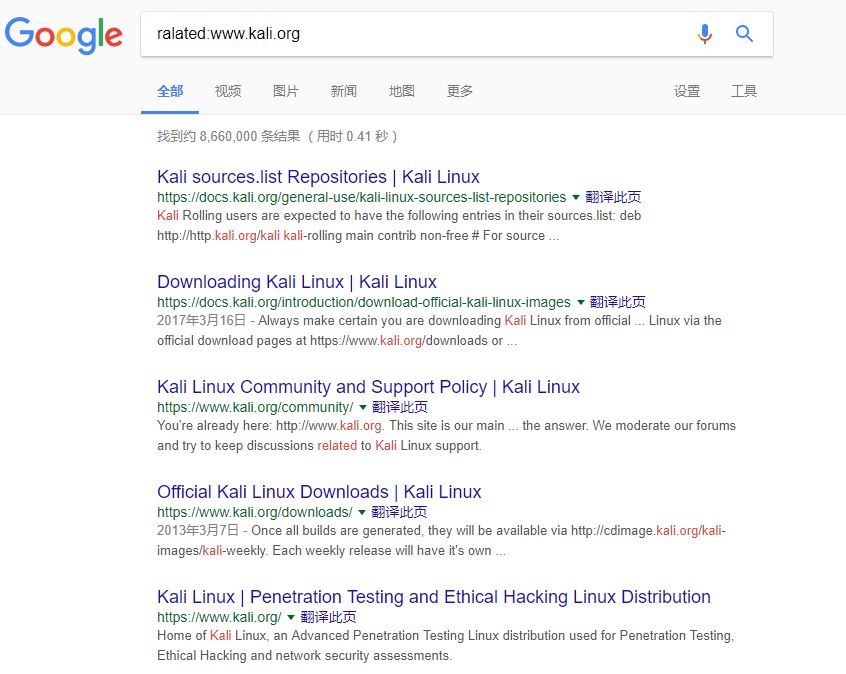 Google
ralated:www.kali.org
全部 视频 图片 新闻 地图 更多 设置 工具
找到约 8,660,000 条结果 （用时 0.41 秒）
Kali sources.list Repositories | Kali Linux
https://docs.kali.org/general-use/kali-linux-sources-list-repositories ▼ 翻译此页
Kali Rolling users are expected to have the following entries in their sources.list: deb
http://http.kali.org/kali kali-rolling main contrib non-free # For source ...
Downloading Kali Linux | Kali Linux
https://docs.kali.org/introduction/download-official-kali-linux-images ▼ 翻译此页
2017年3月16日 - Always make certain you are downloading Kali Linux from official ... Linux via the
official download pages at https://www.kali.org/downloads or ...
Kali Linux Community and Support Policy | Kali Linux
https://www.kali.org/community/ ▼ 翻译此页
You're already here: http://www.kali.org. This site is our main ... the answer. We moderate our forums
and try to keep discussions related to Kali Linux support.
Official Kali Linux Downloads | Kali Linux
https://www.kali.org/downloads/ ▼ 翻译此页
2013年3月7日 - Once all builds are generated, they will be available via http://cdimage.kali.org/kali-
images/kali-weekly. Each weekly release will have it's own ...
Kali Linux | Penetration Testing and Ethical Hacking Linux Distribution
https://www.kali.org/ ▼ 翻译此页
Home of Kali Linux, an Advanced Penetration Testing Linux distribution used for Penetration Testing,
Ethical Hacking and network security assessments.